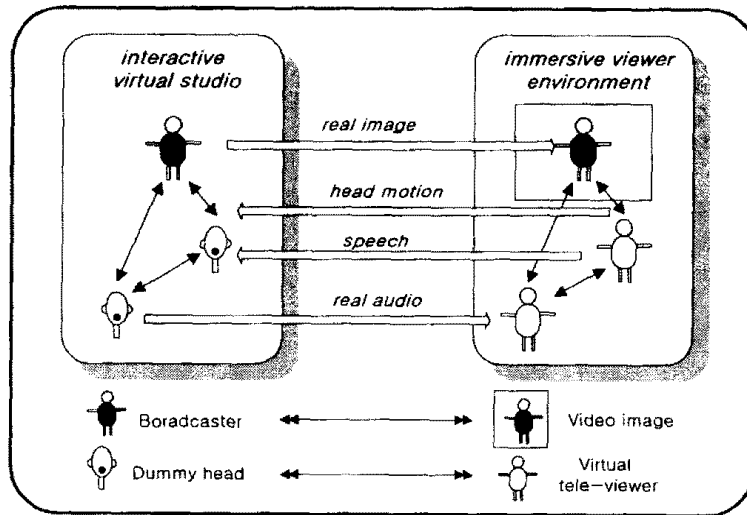 interactive
virtual studio
immersive viewer
environment
real image
head motion
speech
real audio
Boradcaster
Video image
Dummy head
Virtual
tele-viewer